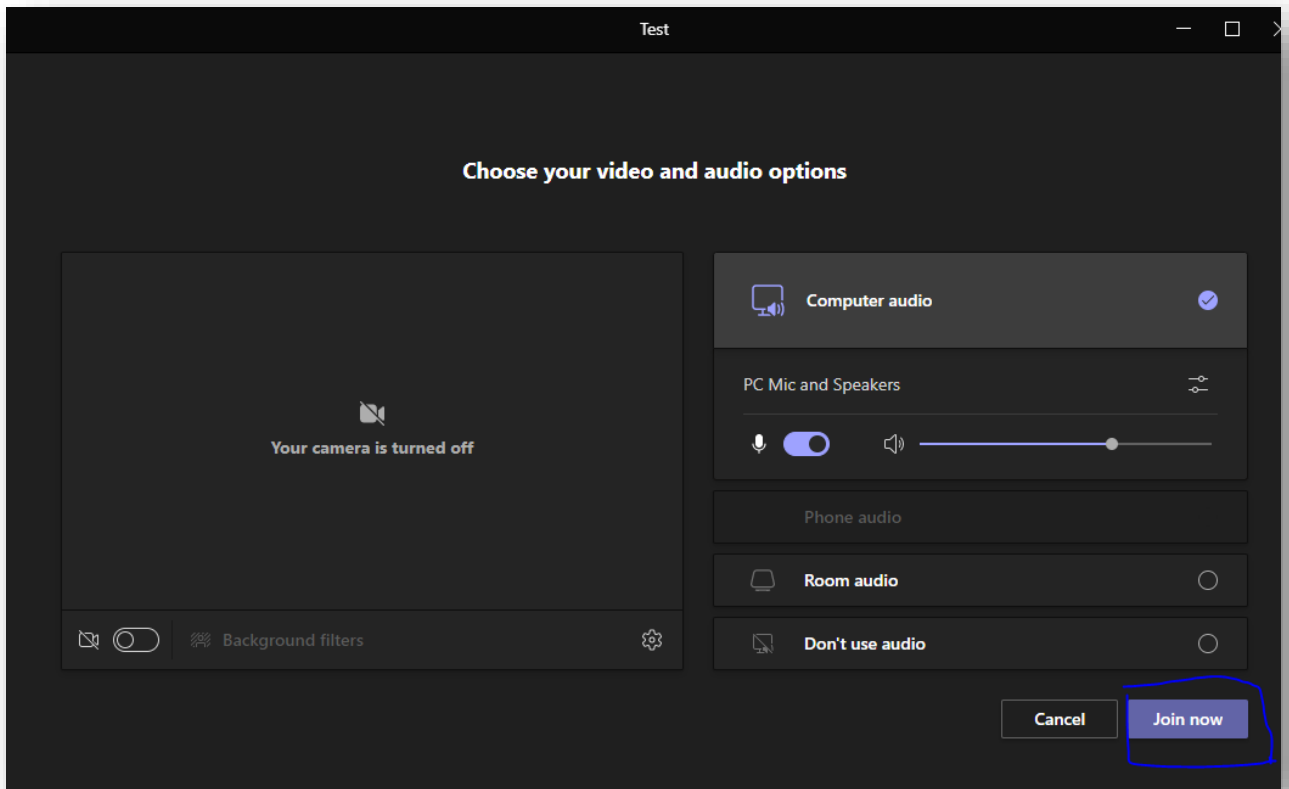 Test
Choose your video and audio options
Your camera is turned off
Background filters
Computer audio
PC Mic and Speakers
Phone audio
Room audio
Don't use audio
Cancel
Join now